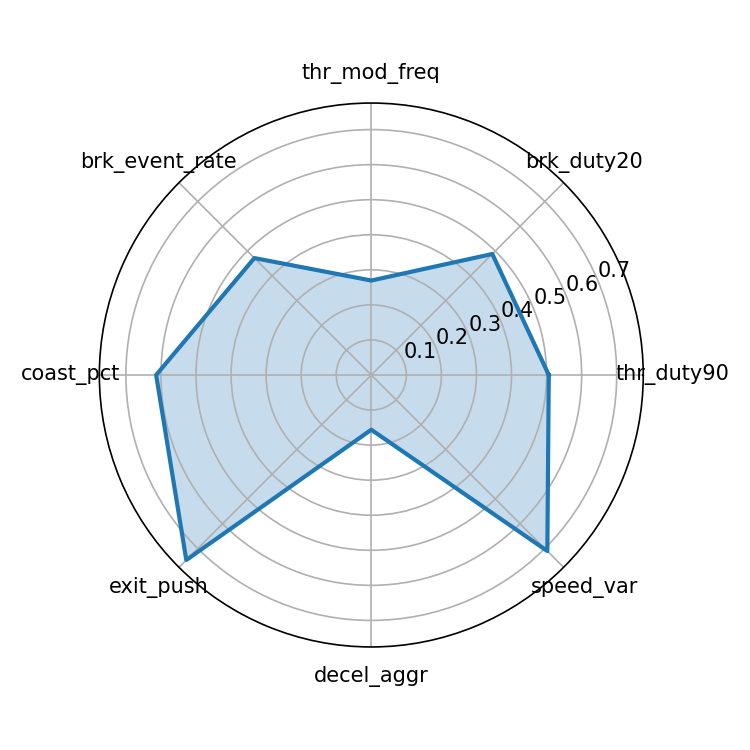 thr_mod_freq
brk_event_rate
brk_duty20
0.7
0.6
0.5
0.4
0.3
0.2
0.1
coast_pct
thr_duty90
exit_push
speed_var
decel_aggr